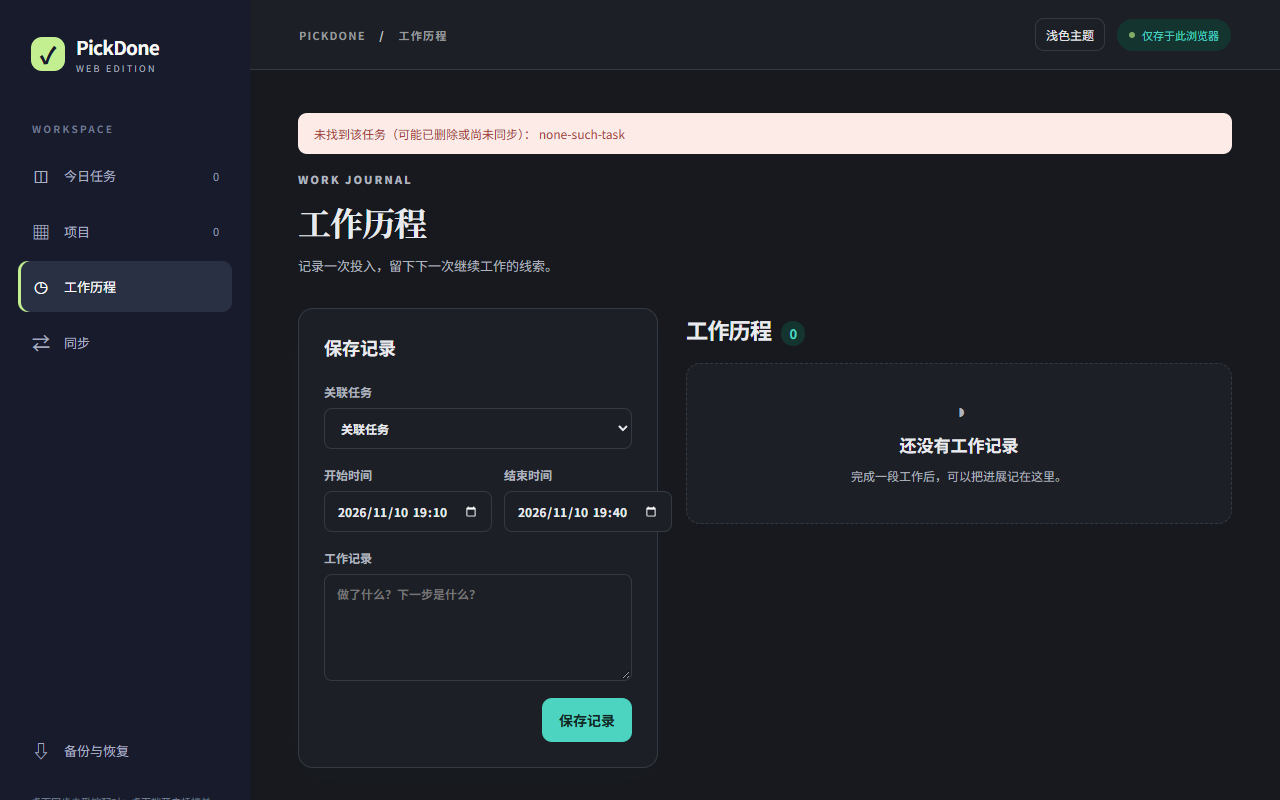 PickDone
WEB EDITION
WORKSPACE
今日任务 0
项目 0
工作历程
同步
备份与恢复
PICKDONE / 工作历程
浅色主题
仅存于此浏览器
未找到该任务（可能已删除或尚未同步）： none-such-task
WORK JOURNAL
工作历程
记录一次投入，留下下一次继续工作的线索。
保存记录
关联任务
关联任务
开始时间
结束时间
2026/11/10 19:10
2026/11/10 19:40
工作记录
做了什么？下一步是什么？
保存记录
工作历程 0
还没有工作记录
完成一段工作后，可以把进展记在这里。